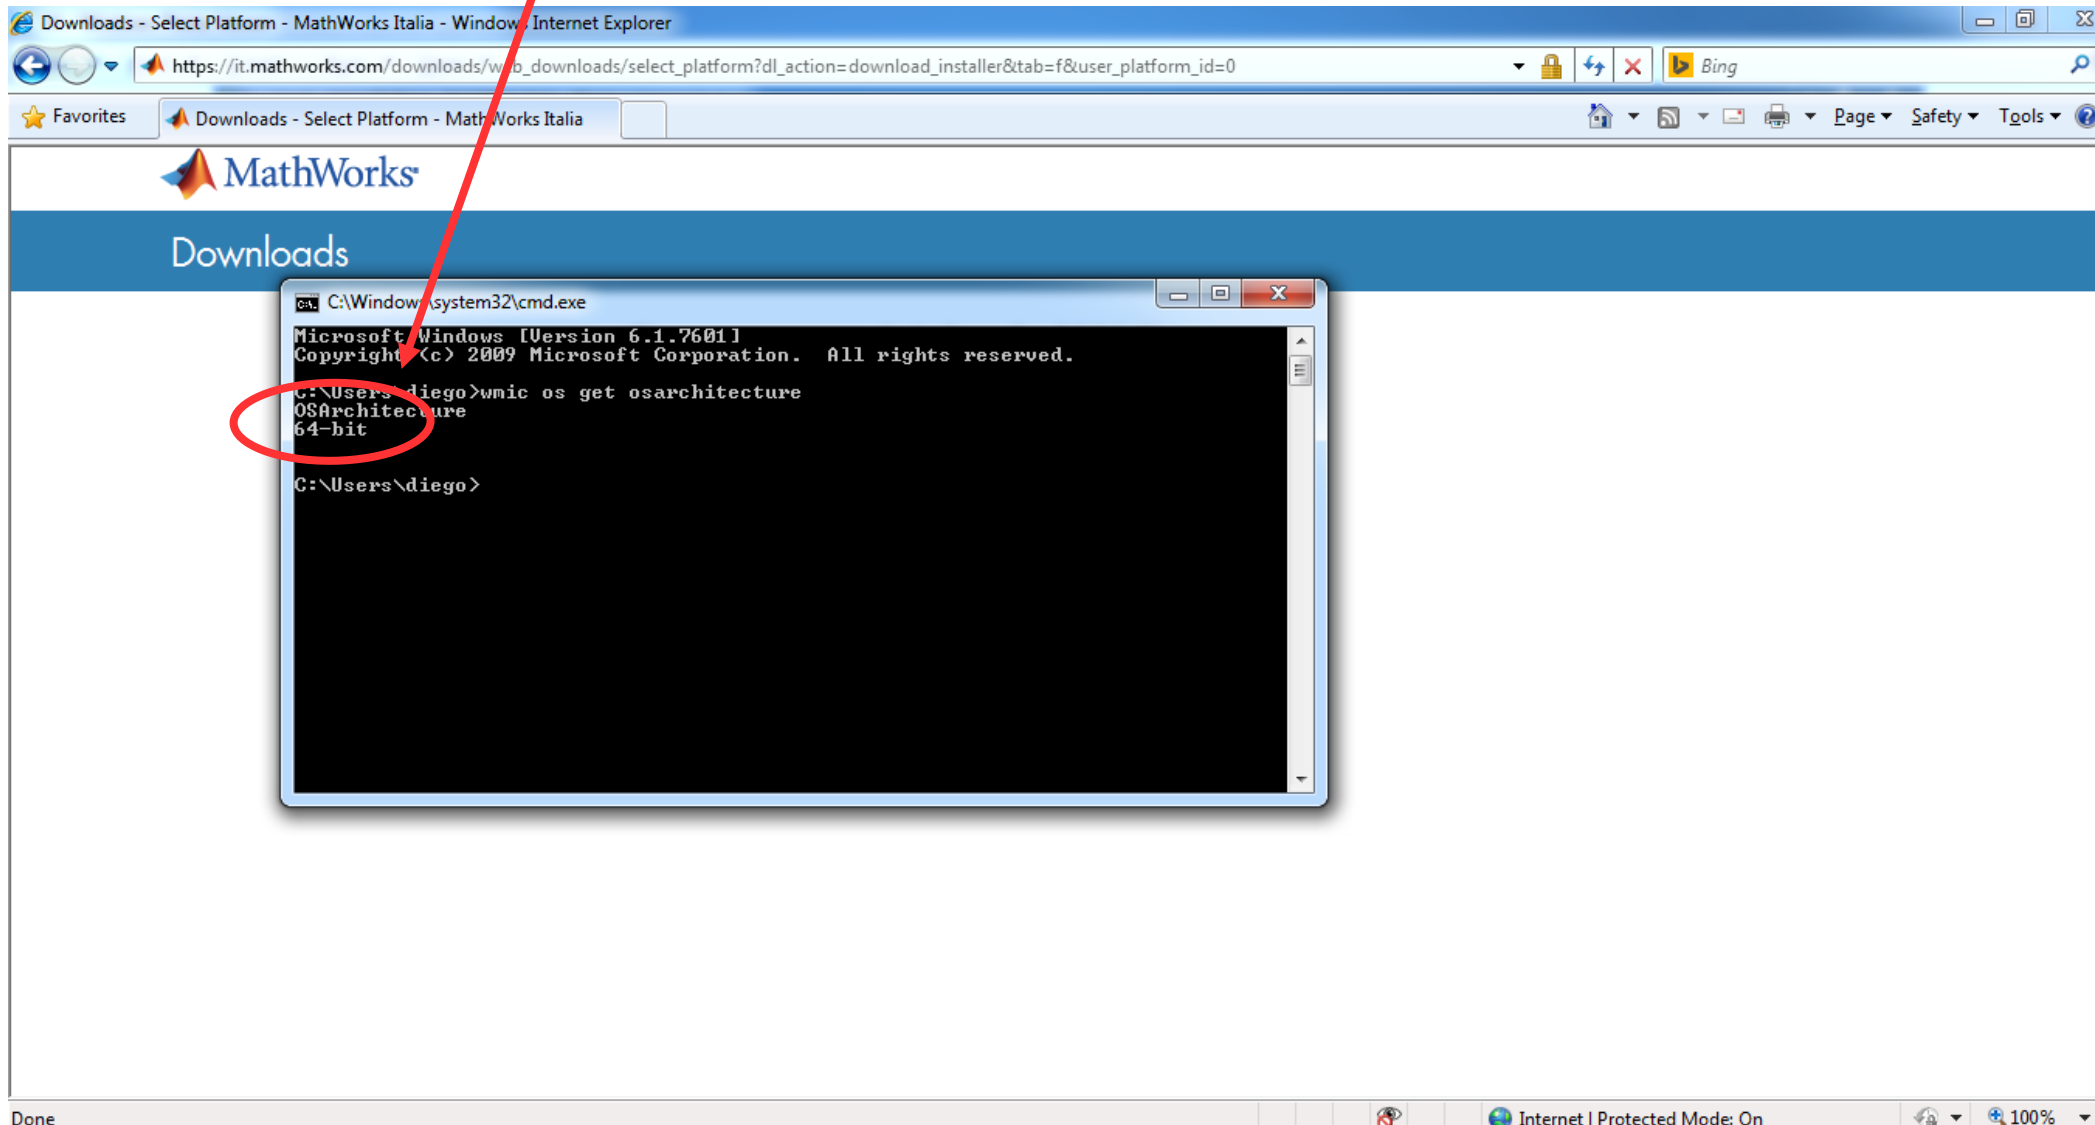 Downloads - Select Platform - MathWorks Italia - Windows Internet Explorer
https://it.mathworks.com/downloads/web_downloads/select_platform?dl_action=download_installer&tab=f&user_platform_id=0
Bing
Favorites
Downloads - Select Platform - MathWorks Italia
Page
Safety
Tools
MathWorks®
Downloads
C:\Windows\system32\cmd.exe
Microsoft Windows [Version 6.1.7601]
Copyright (c) 2009 Microsoft Corporation.  All rights reserved.
C:\Users\diego>wmic os get osarchitecture
OSArchitecture
64-bit
C:\Users\diego>
Done
Internet | Protected Mode: On
100%